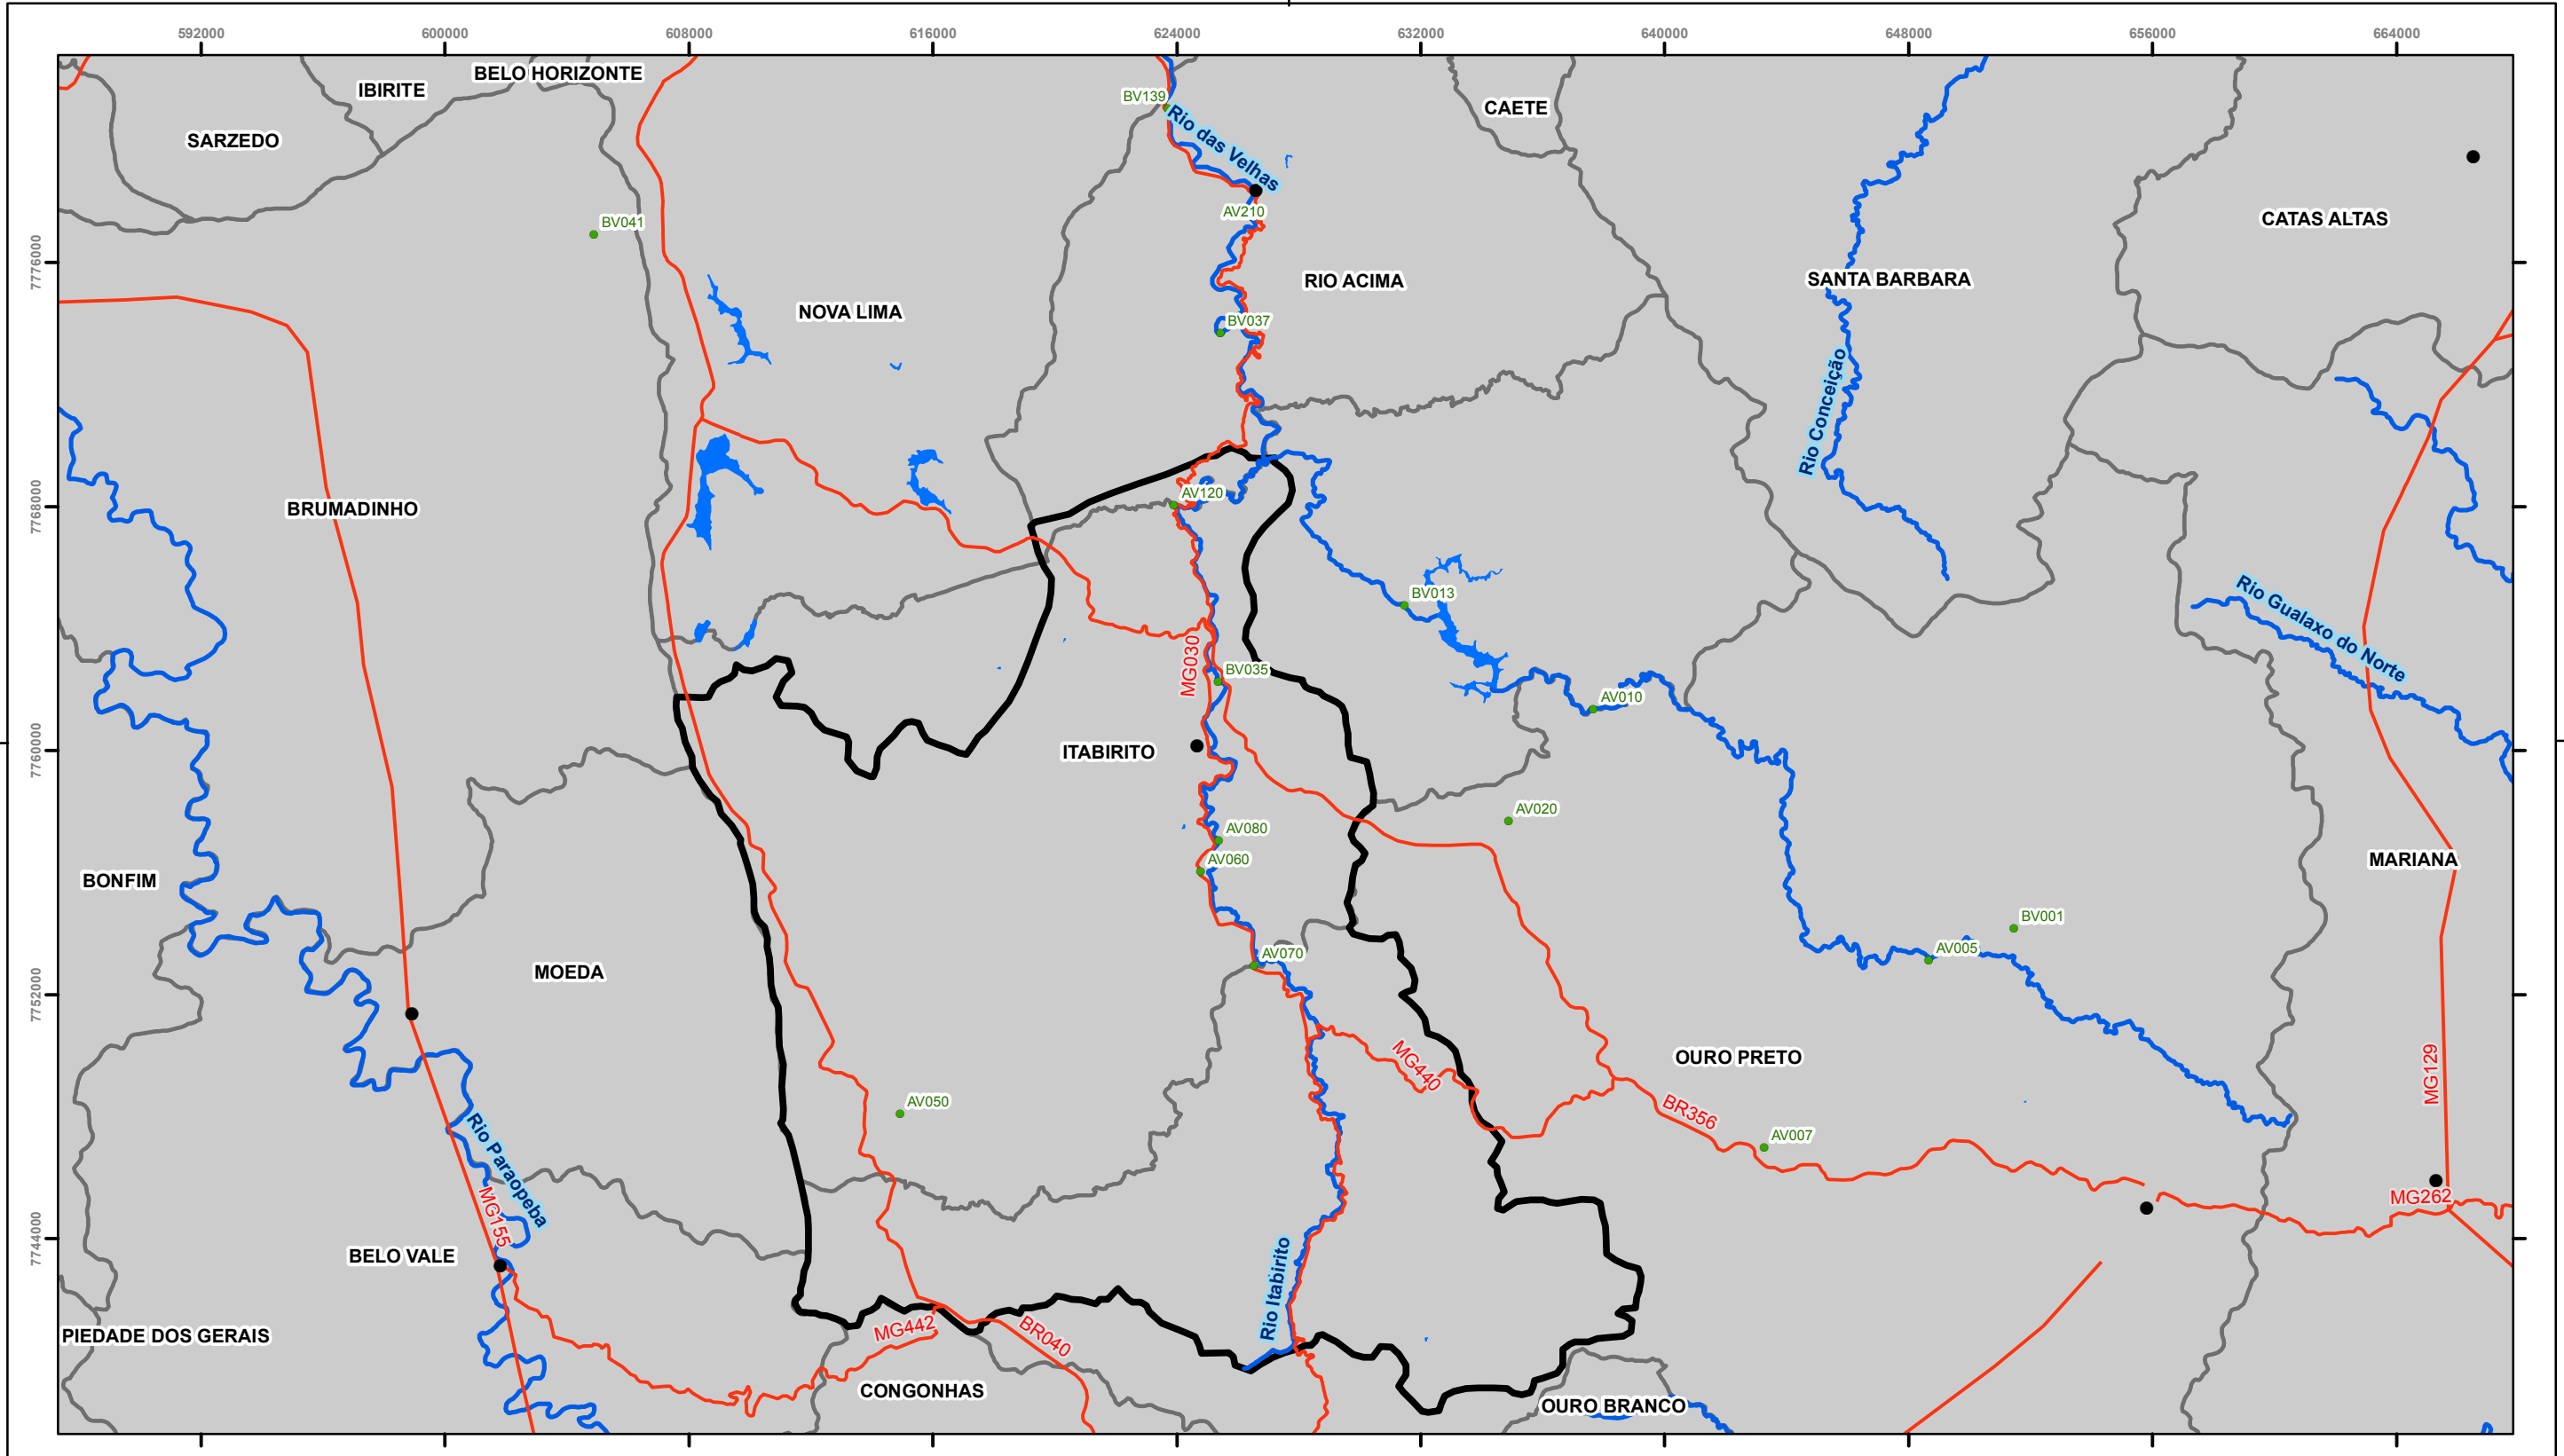 592000 600000 608000 616000 624000 632000 640000 648000 656000 664000
BELO HORIZONTE
IBIRITE
BV139
CAETE
SARZEDO
Rio das Velhas
AV210
BV041
CATAS ALTAS
7776000
RIO ACIMA
SANTA BARBARA
NOVA LIMA
BV037
Rio Conceição
AV120
7768000
BRUMADINHO
BV013
Rio Gualaxo do Norte
MG030
BV035
AV010
7760000
ITABIRITO
AV020
AV080
AV060
MARIANA
BONFIM
BV001
AV005
AV070
MOEDA
7752000
OURO PRETO
MG440
MG129
AV050
BR356
AV007
Rio Paraopeba
MG155
MG262
7744000
BELO VALE
Rio Itabirito
PIEDADE DOS GERAIS
MG442
BR040
CONGONHAS
OURO BRANCO